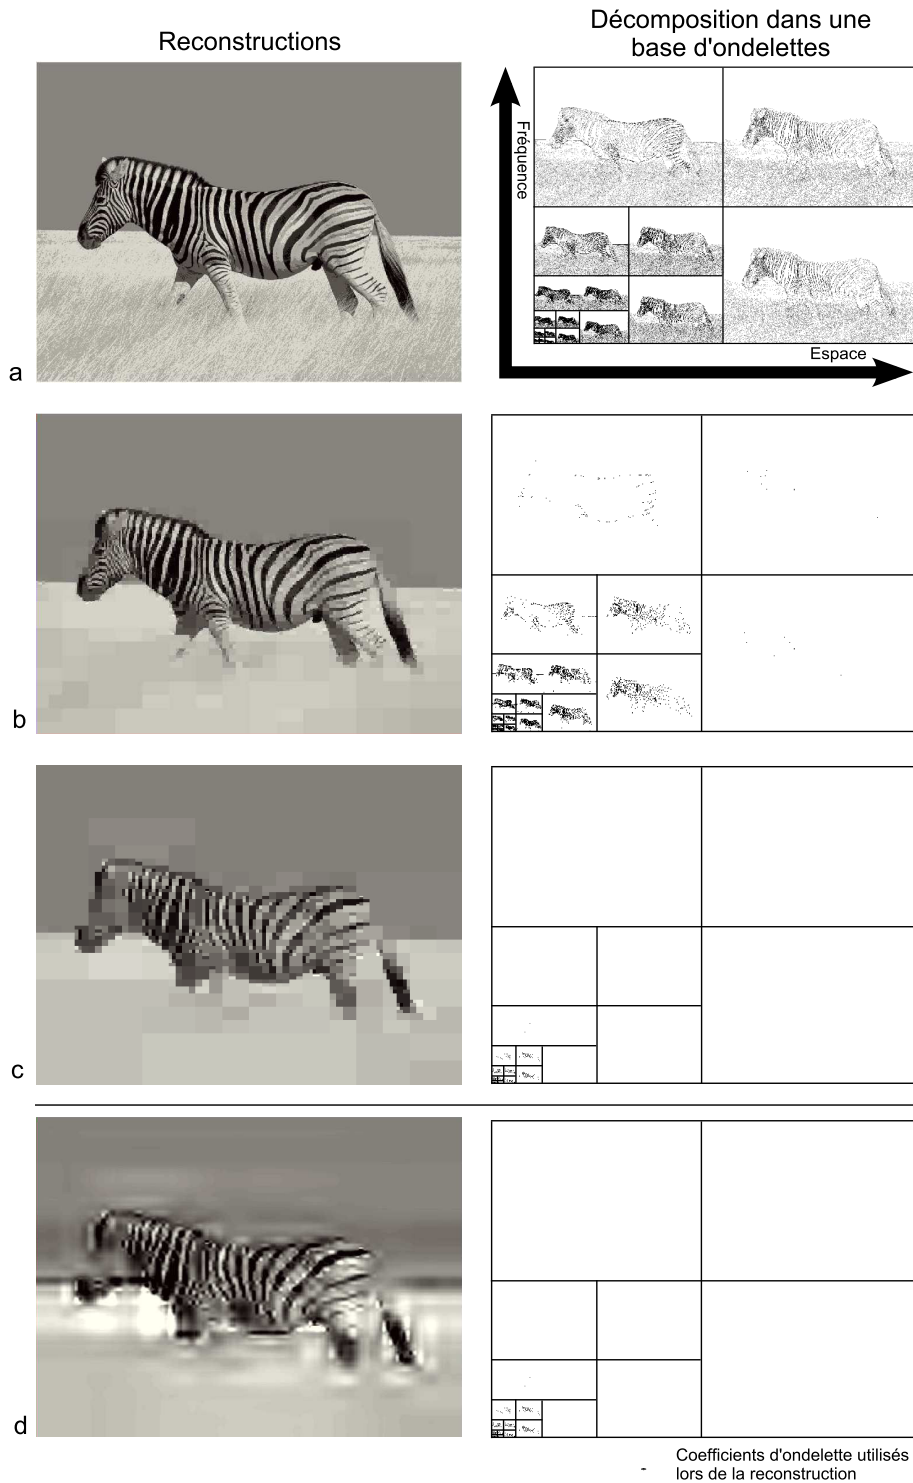 Reconstructions
Décomposition dans une
base d'ondelettes
Fréquence
Espace
a
b
c
d
Coefficients d'ondelette utilisés
lors de la reconstruction